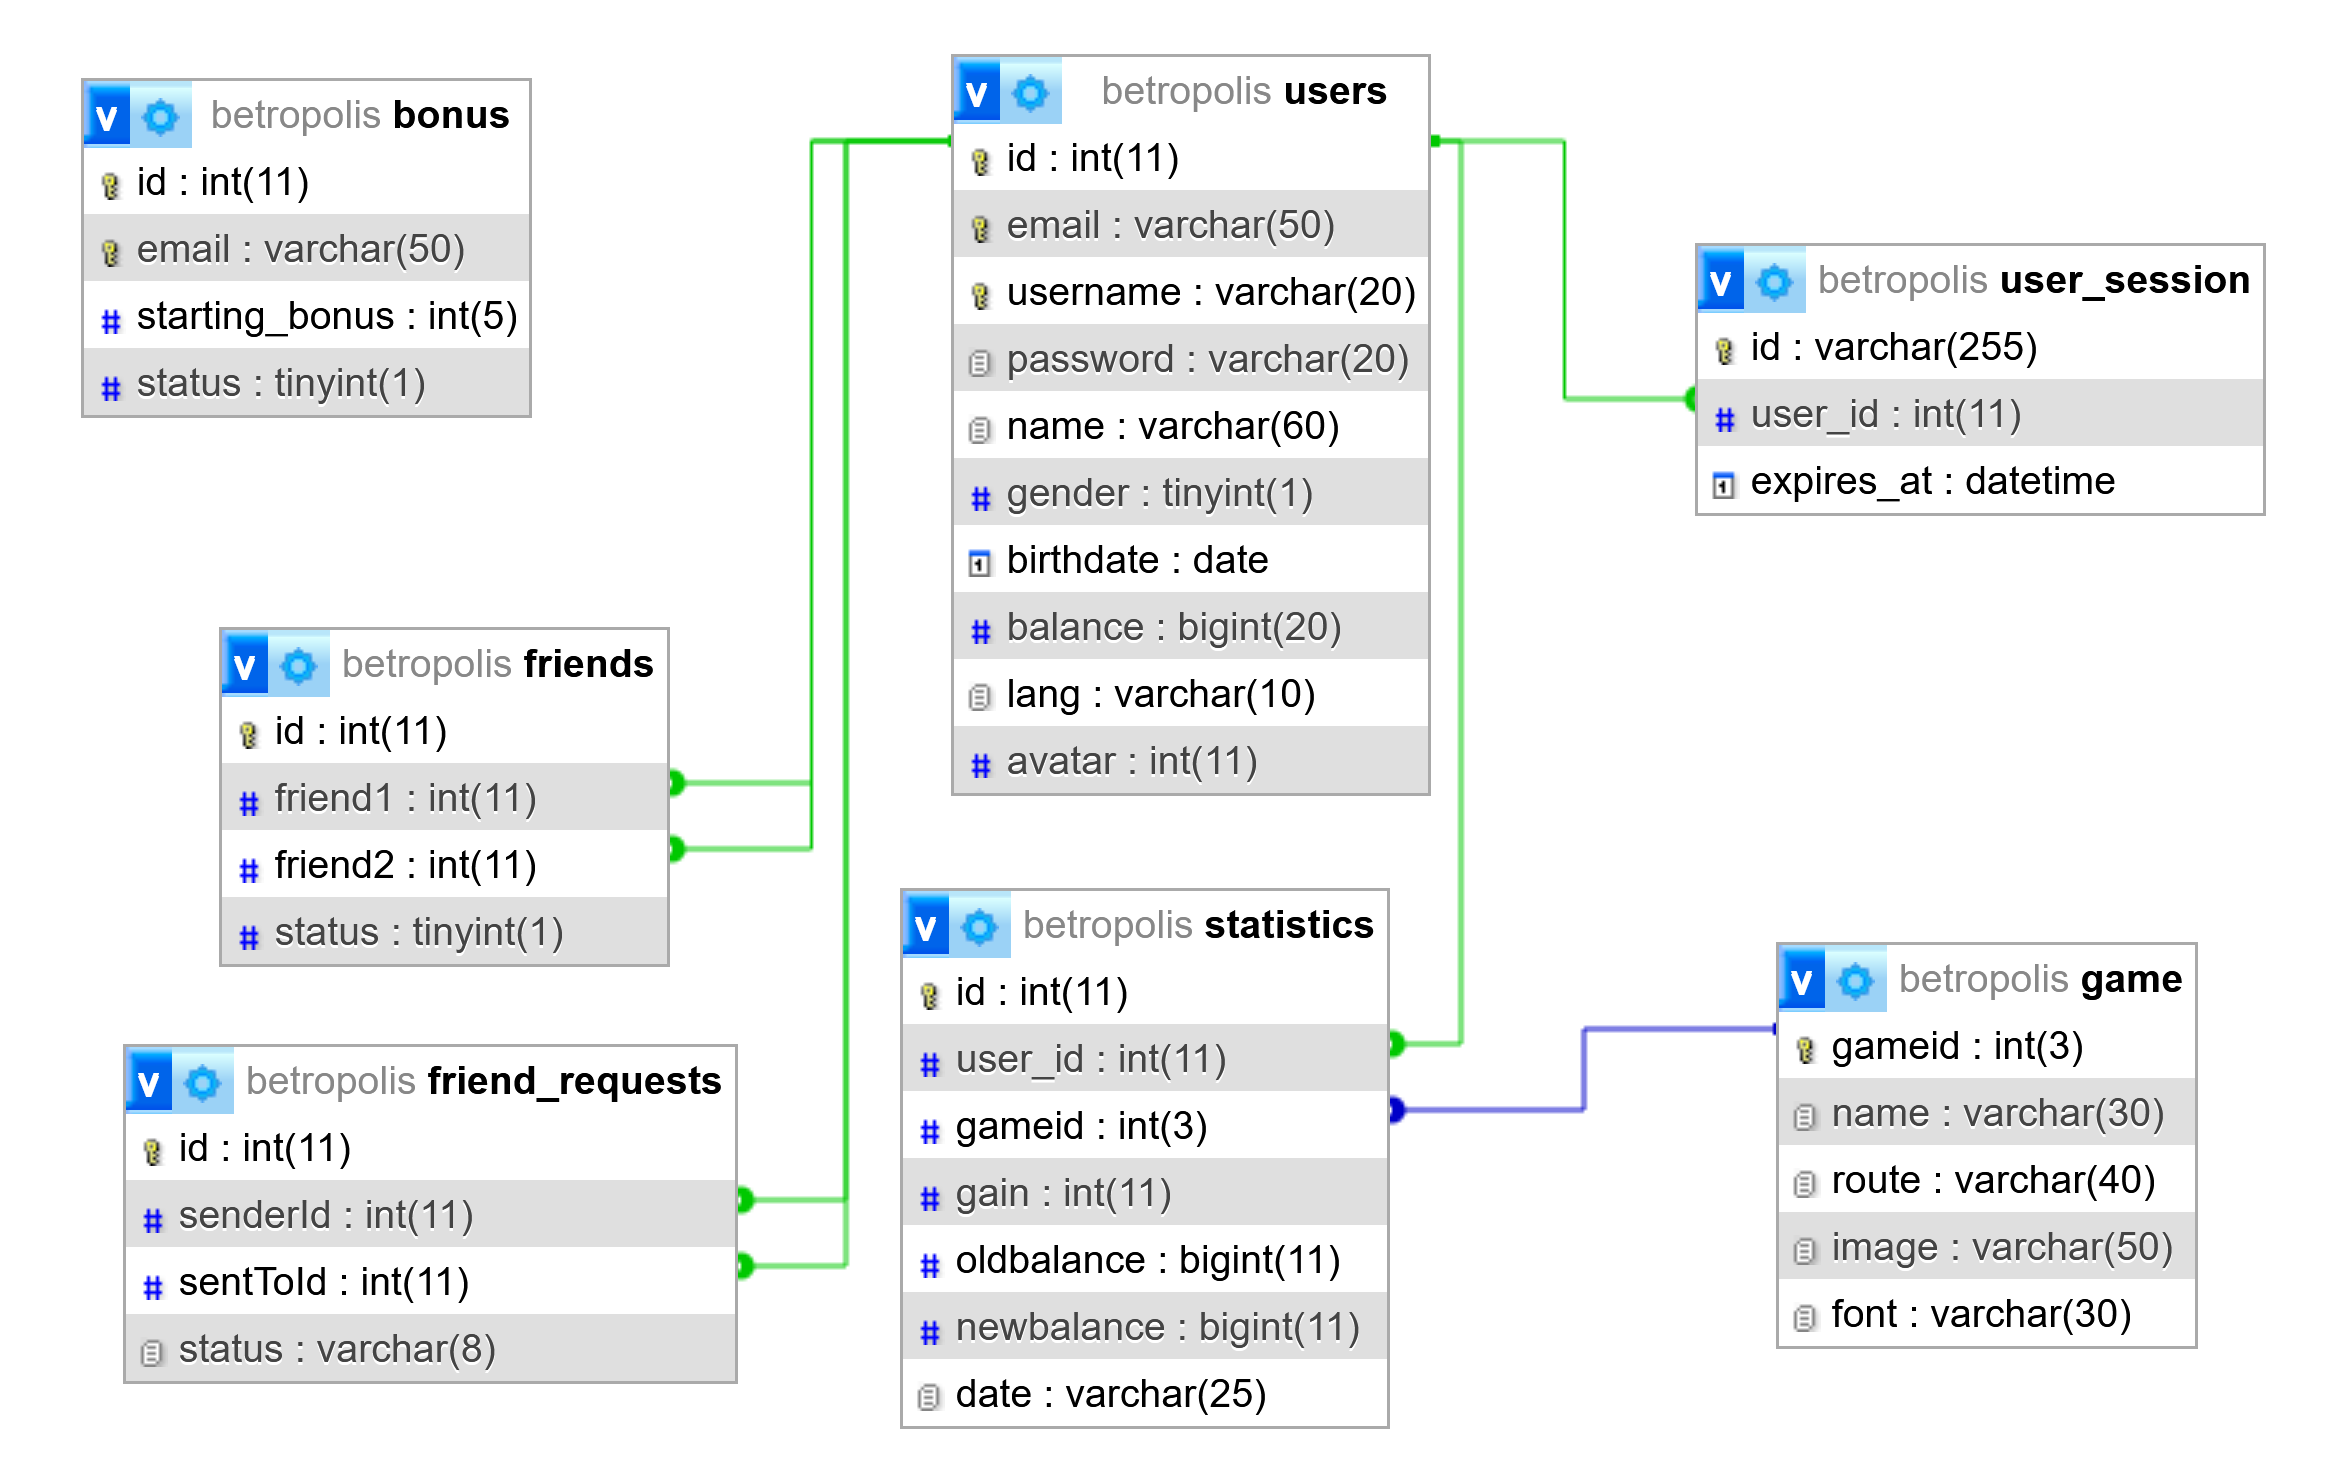 v betropolis bonus
id : int(11)
email : varchar(50)
starting_bonus : int(5)
status : tinyint(1)
v betropolis users
id : int(11)
email : varchar(50)
username : varchar(20)
password : varchar(20)
name : varchar(60)
gender : tinyint(1)
birthdate : date
balance : bigint(20)
lang : varchar(10)
avatar : int(11)
v betropolis user_session
id : varchar(255)
user_id : int(11)
expires_at : datetime
v betropolis friends
id : int(11)
friend1 : int(11)
friend2 : int(11)
status : tinyint(1)
v betropolis friend_requests
id : int(11)
senderId : int(11)
sentToId : int(11)
status : varchar(8)
v betropolis statistics
id : int(11)
user_id : int(11)
gameid : int(3)
gain : int(11)
oldbalance : bigint(11)
newbalance : bigint(11)
date : varchar(25)
v betropolis game
gameid : int(3)
name : varchar(30)
route : varchar(40)
image : varchar(50)
font : varchar(30)